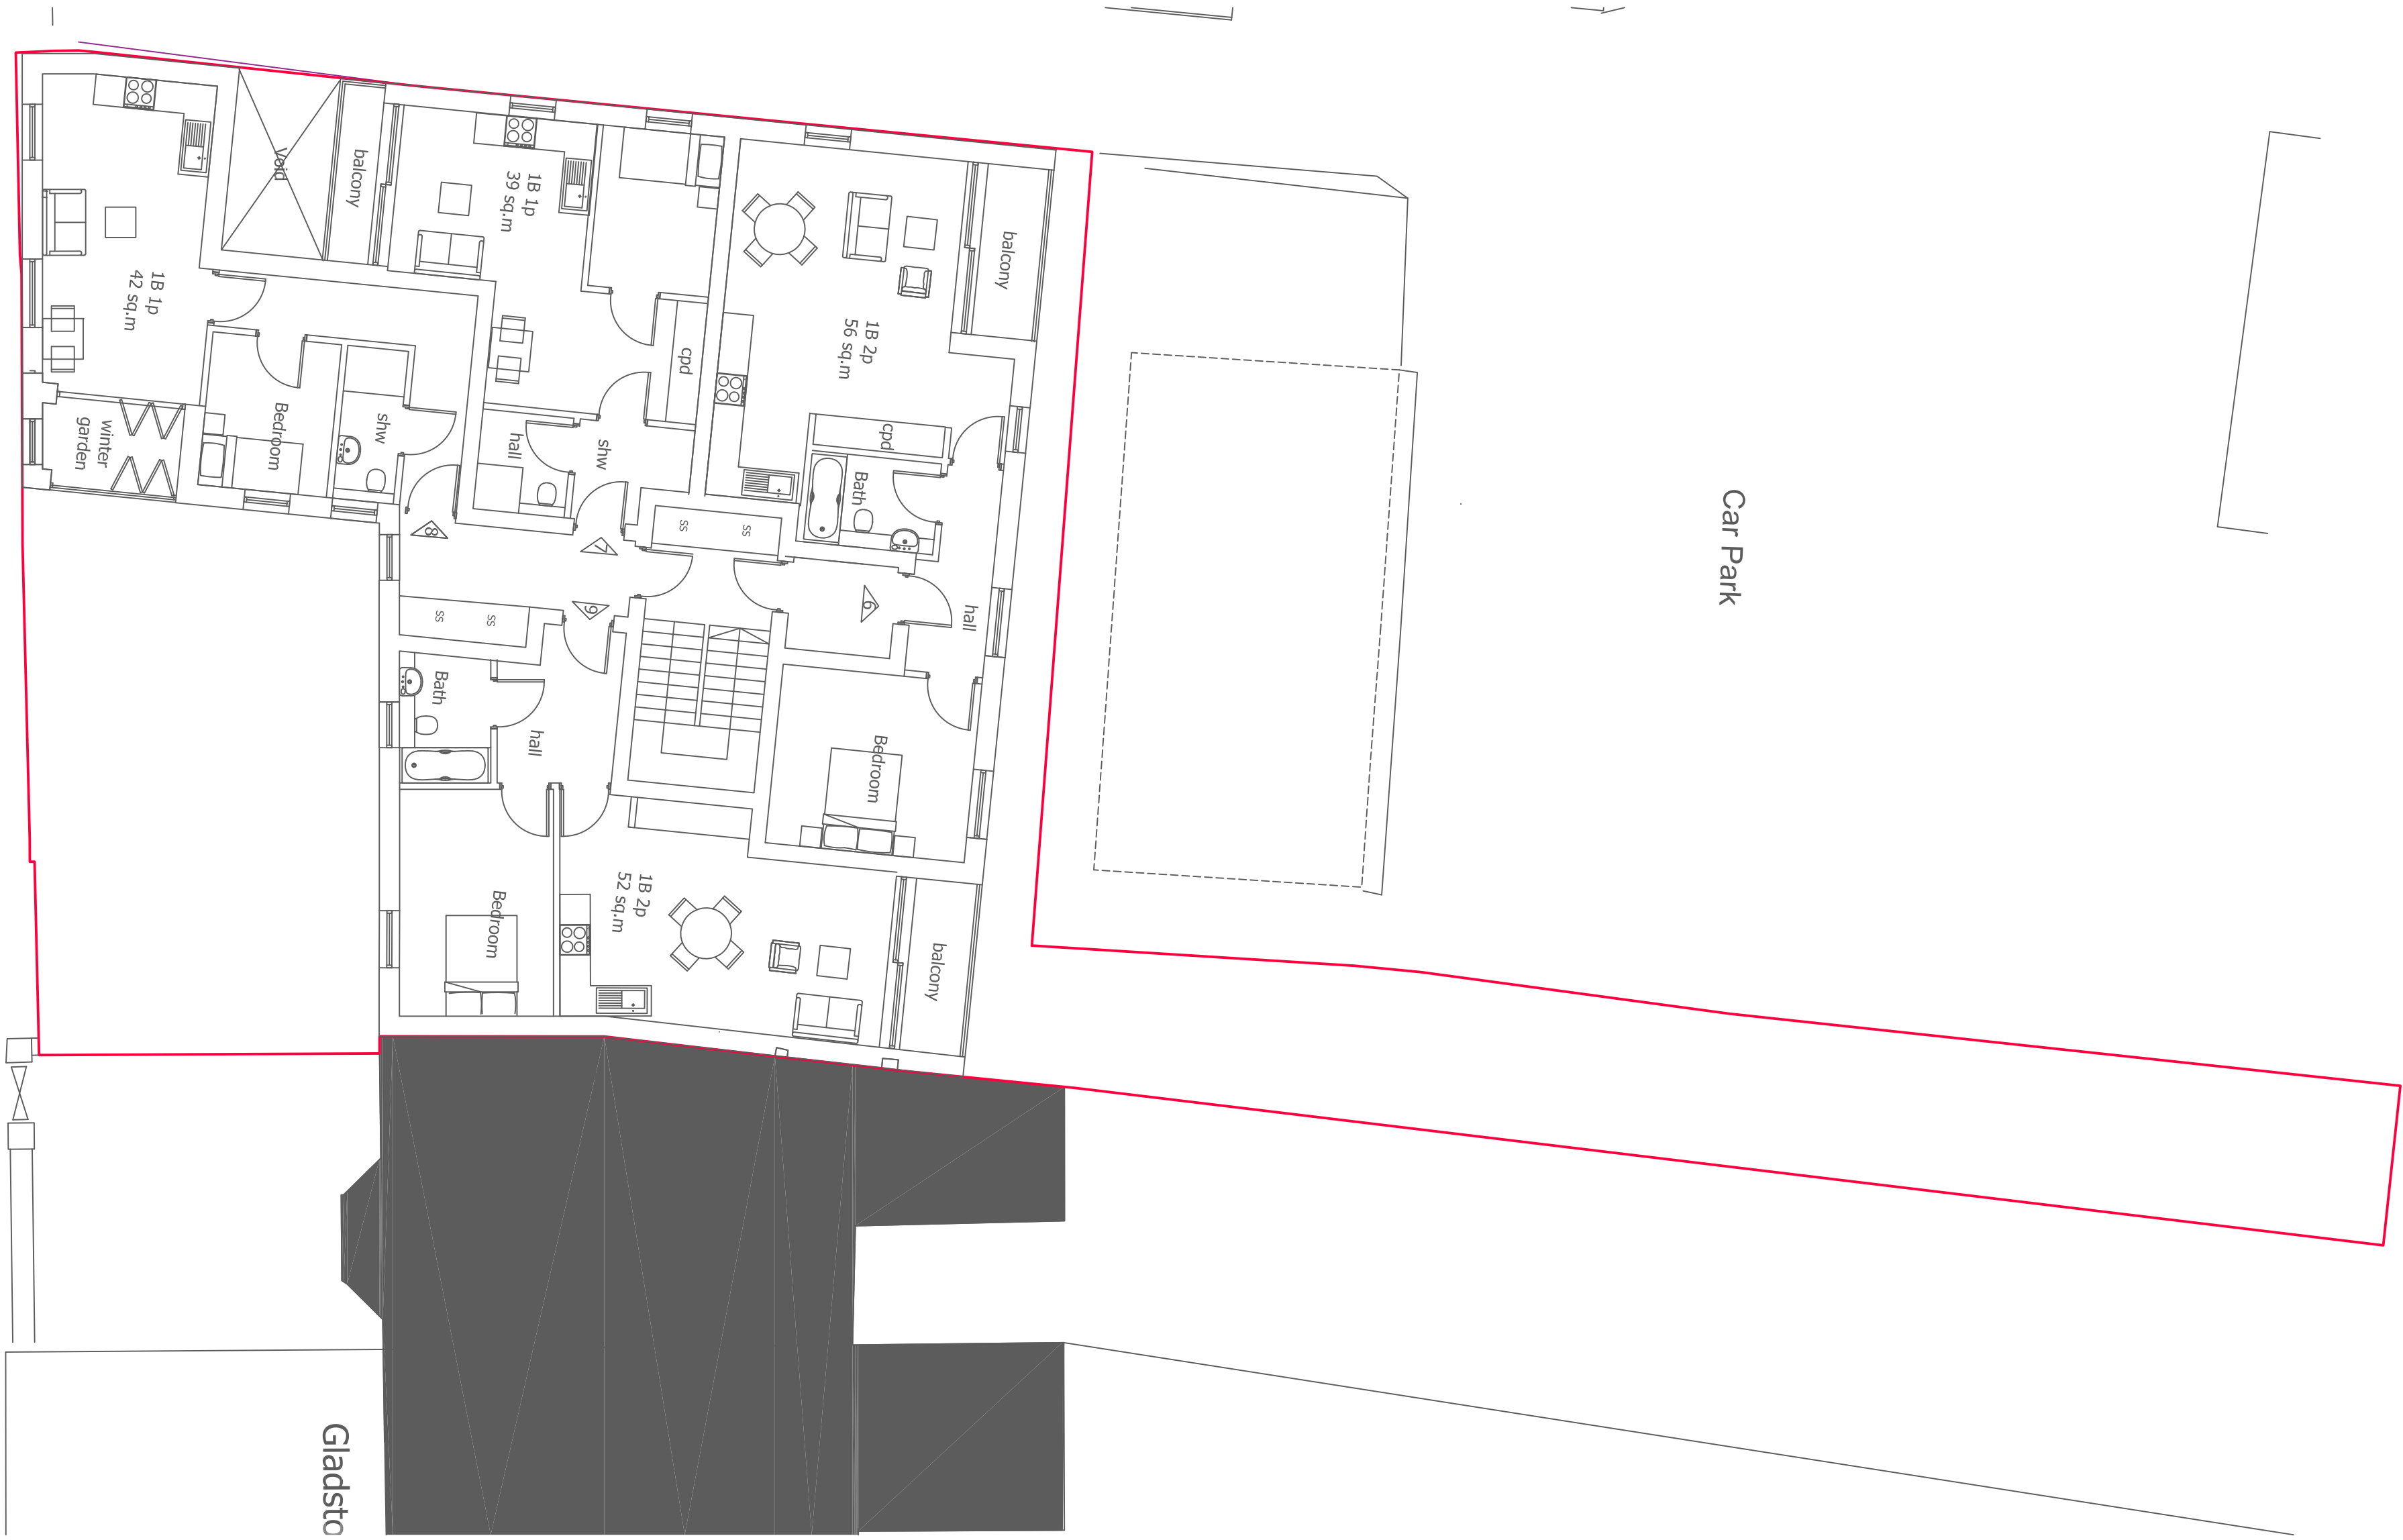 Car Park
balcony
hall
balcony
cpd
Bath
6
Bedroom
1B 2p
56 sq.m
SS
SS
cpd
shw
hall
7
9
1B 2p
52 sq.m
1B 1p
39 sq.m
hall
Bedroom
SS
SS
Bath
8
balcony
shw
Void
Bedroom
1B 1p
42 sq.m
winter
garden
Gladsto